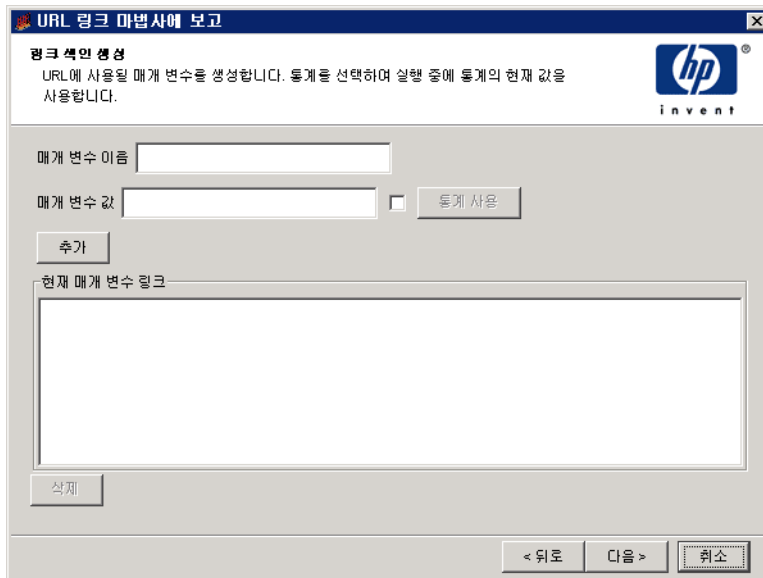 URL 링크 마법사에 보고
링크 색인 생성
URL에 사용될 매개 변수를 생성합니다. 통계를 선택하여 실행 중에 통계의 현재 값을
사용합니다.
hp
®
invent
매개 변수 이름
매개 변수 값
통계 사용
추가
현재 매개 변수 링크
삭제
< 뒤로
다음 >
취소